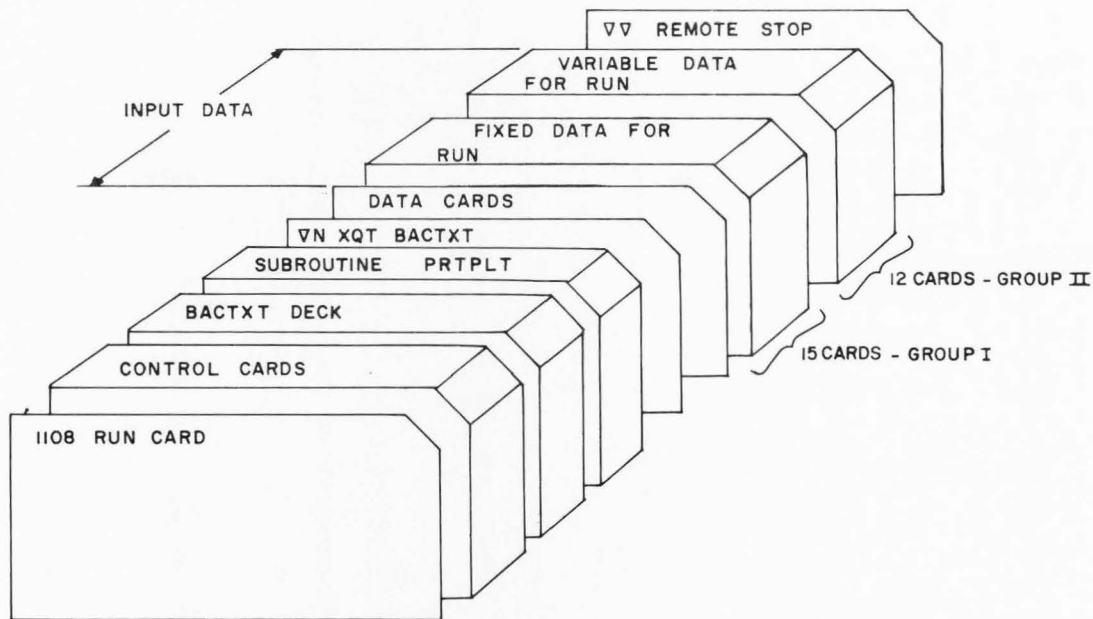 ∇∇ REMOTE STOP
VARIABLE DATA
FOR RUN
INPUT DATA
FIXED DATA FOR
RUN
DATA CARDS
∇N XQT BACTXT
SUBROUTINE PRTPLT
12 CARDS - GROUP II
BACTXT DECK
15 CARDS - GROUP I
CONTROL CARDS
1108 RUN CARD